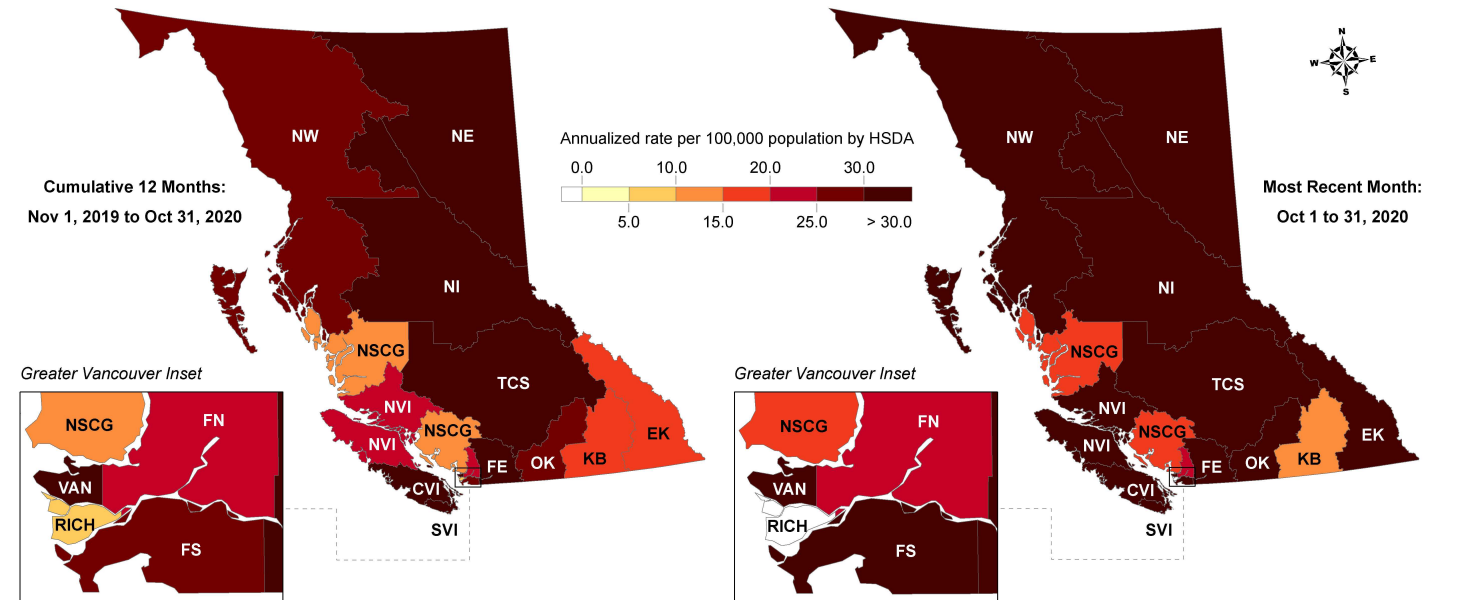 N
W E
S
Annualized rate per 100,000 population by HSDA
0.0 10.0 20.0 30.0
5.0 15.0 25.0 > 30.0
Cumulative 12 Months:
Nov 1, 2019 to Oct 31, 2020
NW
NE
NI
NSCG
TCS
NVI
NVI
NSCG
EK
KB
OK
FE
CVI
SVI
Greater Vancouver Inset
NSCG
FN
VAN
RICH
FS
Most Recent Month:
Oct 1 to 31, 2020
NW
NE
NI
NSCG
TCS
NVI
NVI
NSCG
EK
KB
OK
FE
CVI
SVI
Greater Vancouver Inset
NSCG
FN
VAN
RICH
FS